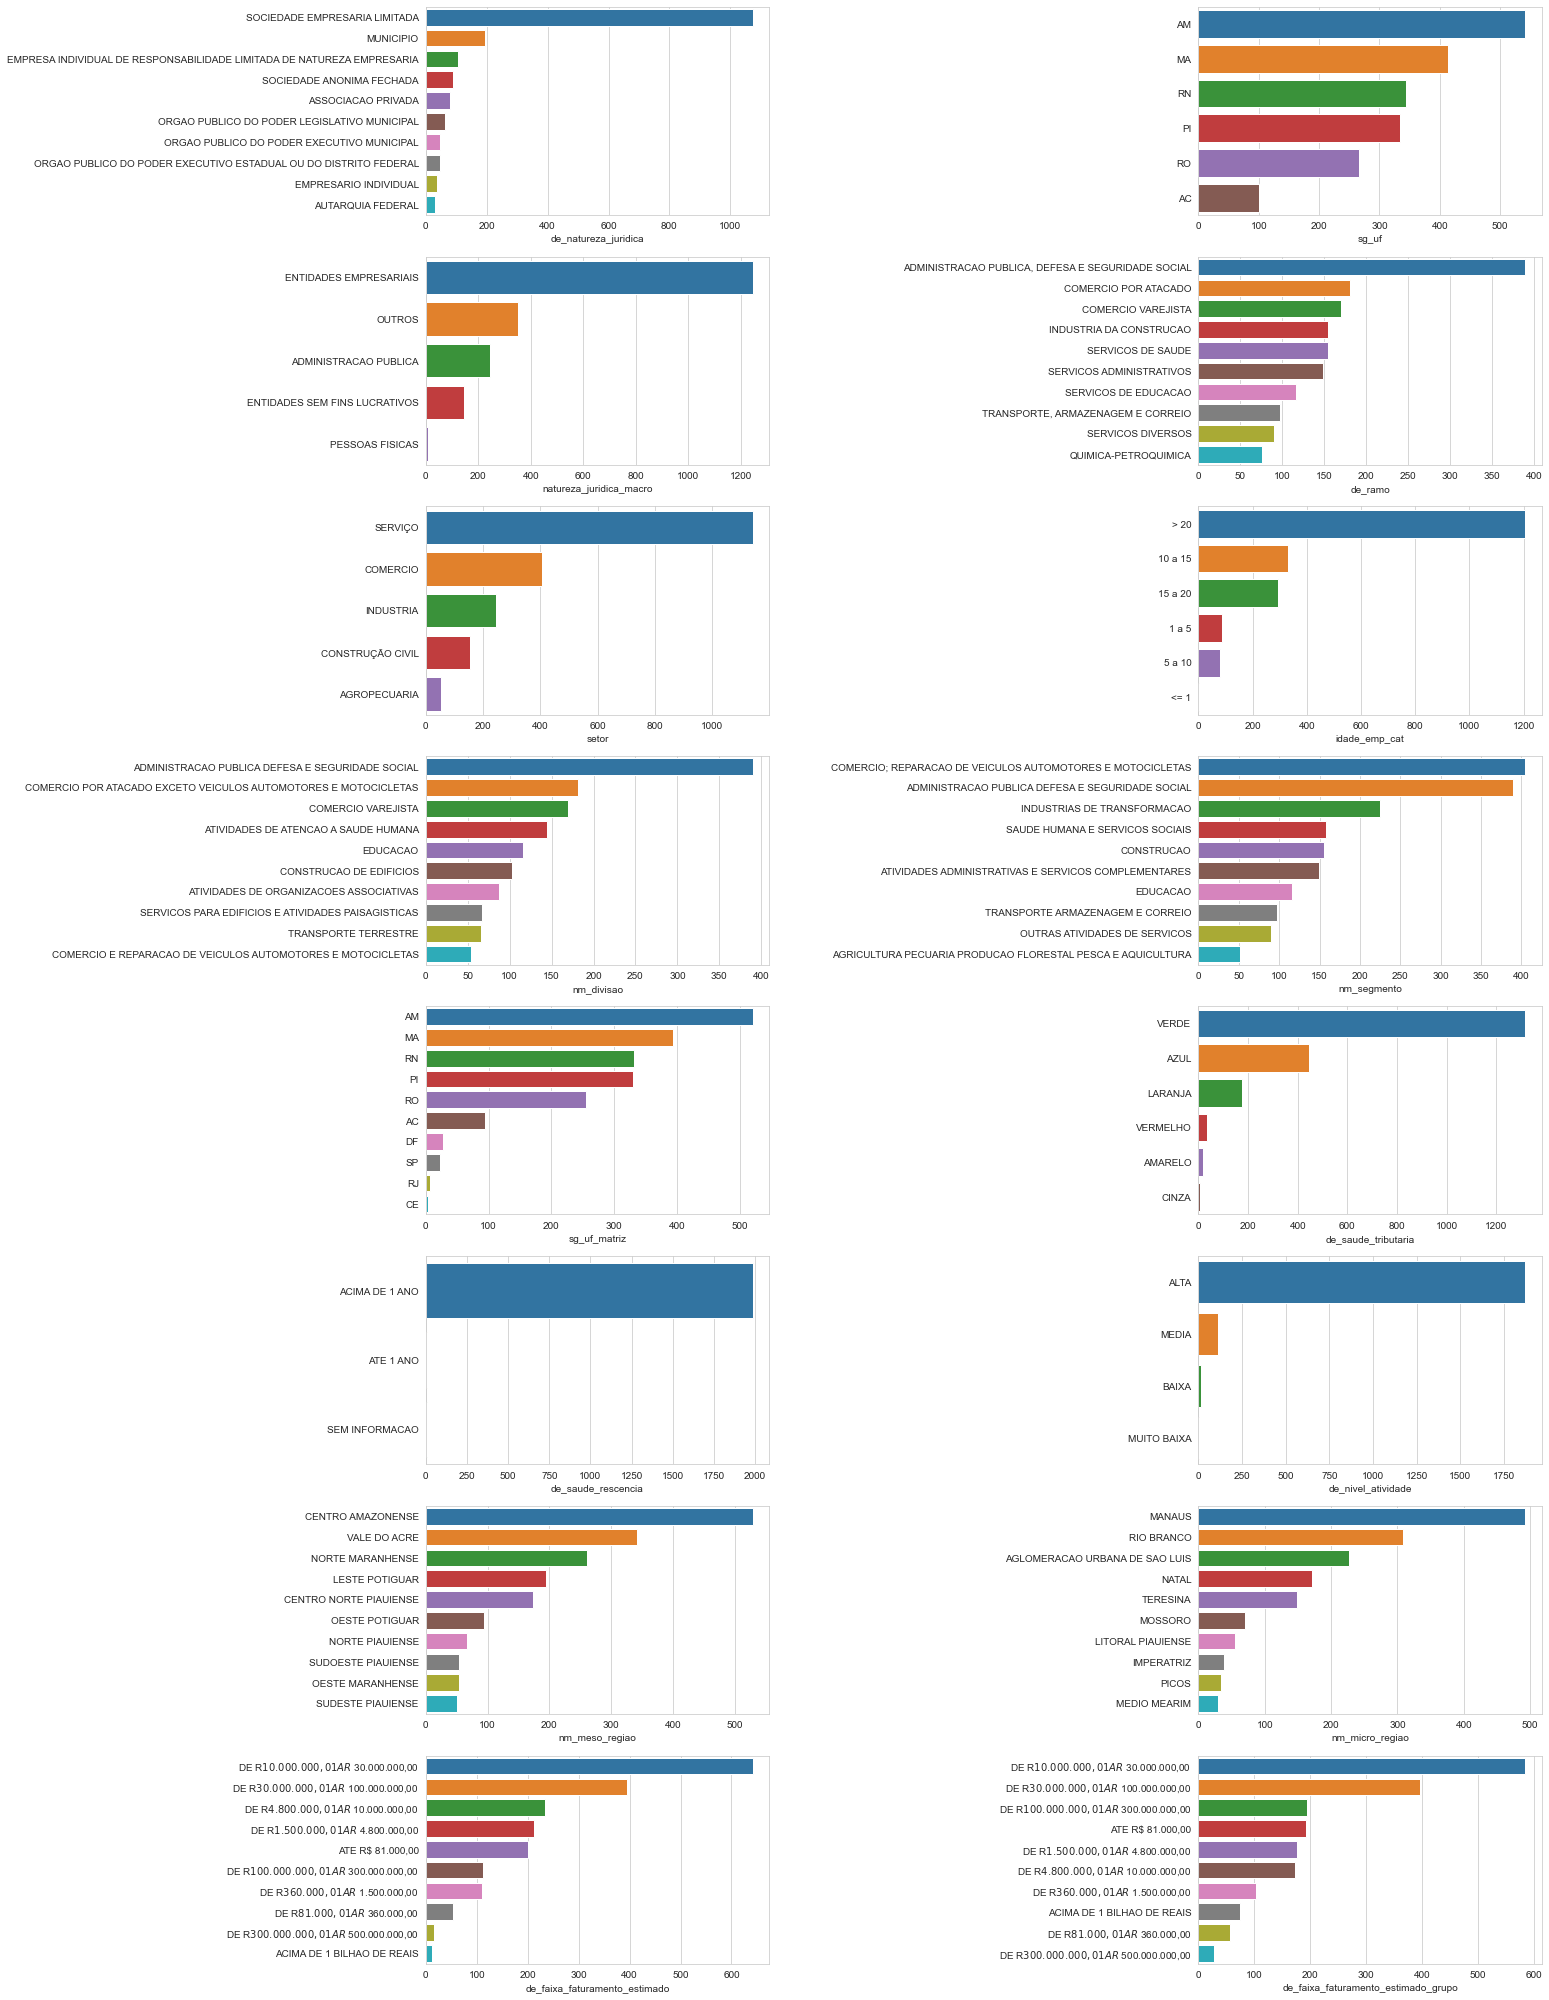 SOCIEDADE EMPRESARIA LIMITADA
MUNICIPIO
EMPRESA INDIVIDUAL DE RESPONSABILIDADE LIMITADA DE NATUREZA EMPRESARIA
SOCIEDADE ANONIMA FECHADA
ASSOCIACAO PRIVADA
ORGAO PUBLICO DO PODER LEGISLATIVO MUNICIPAL
ORGAO PUBLICO DO PODER EXECUTIVO MUNICIPAL
ORGAO PUBLICO DO PODER EXECUTIVO ESTADUAL OU DO DISTRITO FEDERAL
EMPRESARIO INDIVIDUAL
AUTARQUIA FEDERAL
0 200 400 600 800 1000
de_natureza_juridica
AM
MA
RN
PI
RO
AC
0 100 200 300 400 500
sg_uf
ENTIDADES EMPRESARIAIS
OUTROS
ADMINISTRACAO PUBLICA
ENTIDADES SEM FINS LUCRATIVOS
PESSOAS FISICAS
0 200 400 600 800 1000 1200
natureza_juridica_macro
ADMINISTRACAO PUBLICA, DEFESA E SEGURIDADE SOCIAL
COMERCIO POR ATACADO
COMERCIO VAREJISTA
INDUSTRIA DA CONSTRUCAO
SERVICOS DE SAUDE
SERVICOS ADMINISTRATIVOS
SERVICOS DE EDUCACAO
TRANSPORTE, ARMAZENAGEM E CORREIO
SERVICOS DIVERSOS
QUIMICA-PETROQUIMICA
0 50 100 150 200 250 300 350 400
de_ramo
SERVIÇO
COMERCIO
INDUSTRIA
CONSTRUÇÃO CIVIL
AGROPECUARIA
0 200 400 600 800 1000
setor
> 20
10 a 15
15 a 20
1 a 5
5 a 10
<= 1
0 200 400 600 800 1000 1200
idade_emp_cat
ADMINISTRACAO PUBLICA DEFESA E SEGURIDADE SOCIAL
COMERCIO POR ATACADO EXCETO VEICULOS AUTOMOTORES E MOTOCICLETAS
COMERCIO VAREJISTA
ATIVIDADES DE ATENCAO A SAUDE HUMANA
EDUCACAO
CONSTRUCAO DE EDIFICIOS
ATIVIDADES DE ORGANIZACOES ASSOCIATIVAS
SERVICOS PARA EDIFICIOS E ATIVIDADES PAISAGISTICAS
TRANSPORTE TERRESTRE
COMERCIO E REPARACAO DE VEICULOS AUTOMOTORES E MOTOCICLETAS
0 50 100 150 200 250 300 350 400
nm_divisao
COMERCIO; REPARACAO DE VEICULOS AUTOMOTORES E MOTOCICLETAS
ADMINISTRACAO PUBLICA DEFESA E SEGURIDADE SOCIAL
INDUSTRIAS DE TRANSFORMACAO
SAUDE HUMANA E SERVICOS SOCIAIS
CONSTRUCAO
ATIVIDADES ADMINISTRATIVAS E SERVICOS COMPLEMENTARES
EDUCACAO
TRANSPORTE ARMAZENAGEM E CORREIO
OUTRAS ATIVIDADES DE SERVICOS
AGRICULTURA PECUARIA PRODUCAO FLORESTAL PESCA E AQUICULTURA
0 50 100 150 200 250 300 350 400
nm_segmento
AM
MA
RN
PI
RO
AC
DF
SP
RJ
CE
0 100 200 300 400 500
sg_uf_matriz
VERDE
AZUL
LARANJA
VERMELHO
AMARELO
CINZA
0 200 400 600 800 1000 1200
de_saude_tributaria
ACIMA DE 1 ANO
ATE 1 ANO
SEM INFORMACAO
0 250 500 750 1000 1250 1500 1750 2000
de_saude_rescencia
ALTA
MEDIA
BAIXA
MUITO BAIXA
0 250 500 750 1000 1250 1500 1750
de_nivel_atividade
CENTRO AMAZONENSE
VALE DO ACRE
NORTE MARANHENSE
LESTE POTIGUAR
CENTRO NORTE PIAUIENSE
OESTE POTIGUAR
NORTE PIAUIENSE
SUDOESTE PIAUIENSE
OESTE MARANHENSE
SUDESTE PIAUIENSE
0 100 200 300 400 500
nm_meso_regiao
MANAUS
RIO BRANCO
AGLOMERACAO URBANA DE SAO LUIS
NATAL
TERESINA
MOSSORO
LITORAL PIAUIENSE
IMPERATRIZ
PICOS
MEDIO MEARIM
0 100 200 300 400 500
nm_micro_regiao
DE R10.000.000,01AR 30.000.000,00
DE R30.000.000,01AR 100.000.000,00
DE R4.800.000,01AR 10.000.000,00
DE R1.500.000,01AR 4.800.000,00
ATE R$ 81.000,00
DE R100.000.000,01AR 300.000.000,00
DE R360.000,01AR 1.500.000,00
DE R81.000,01AR 360.000,00
DE R300.000.000,01AR 500.000.000,00
ACIMA DE 1 BILHAO DE REAIS
0 100 200 300 400 500 600
de_faixa_faturamento_estimado
DE R10.000.000,01AR 30.000.000,00
DE R30.000.000,01AR 100.000.000,00
DE R100.000.000,01AR 300.000.000,00
ATE R$ 81.000,00
DE R1.500.000,01AR 4.800.000,00
DE R4.800.000,01AR 10.000.000,00
DE R360.000,01AR 1.500.000,00
ACIMA DE 1 BILHAO DE REAIS
DE R81.000,01AR 360.000,00
DE R300.000.000,01AR 500.000.000,00
0 100 200 300 400 500 600
de_faixa_faturamento_estimado_grupo